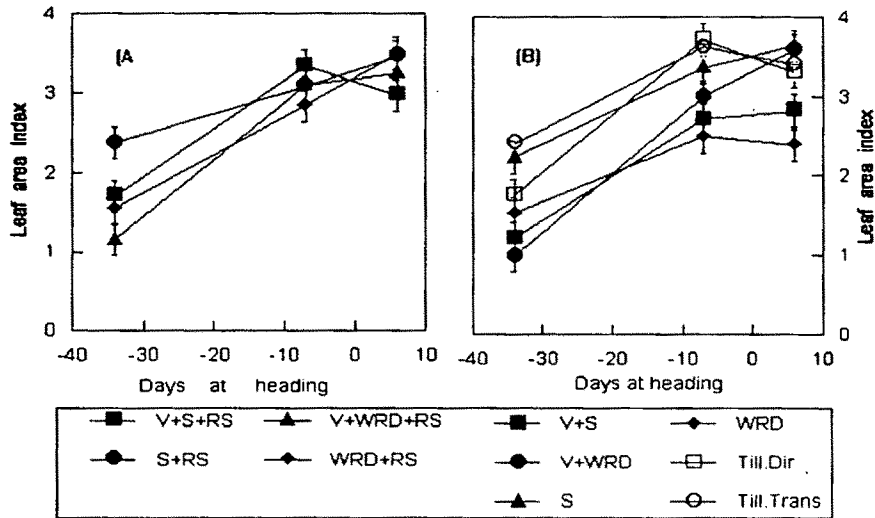 (A
(B)
4
3
2
1
0
Leaf area Index
-40 -30 -20 -10 0 10
Days at heading
4
3
2
1
0
Leaf area index
-40 -30 -20 -10 0 10
Days at heading
V+S+RS V+WRD+RS V+S WRD
S+RS WRD+RS V+WRD Till.Dir
S Till.Trans